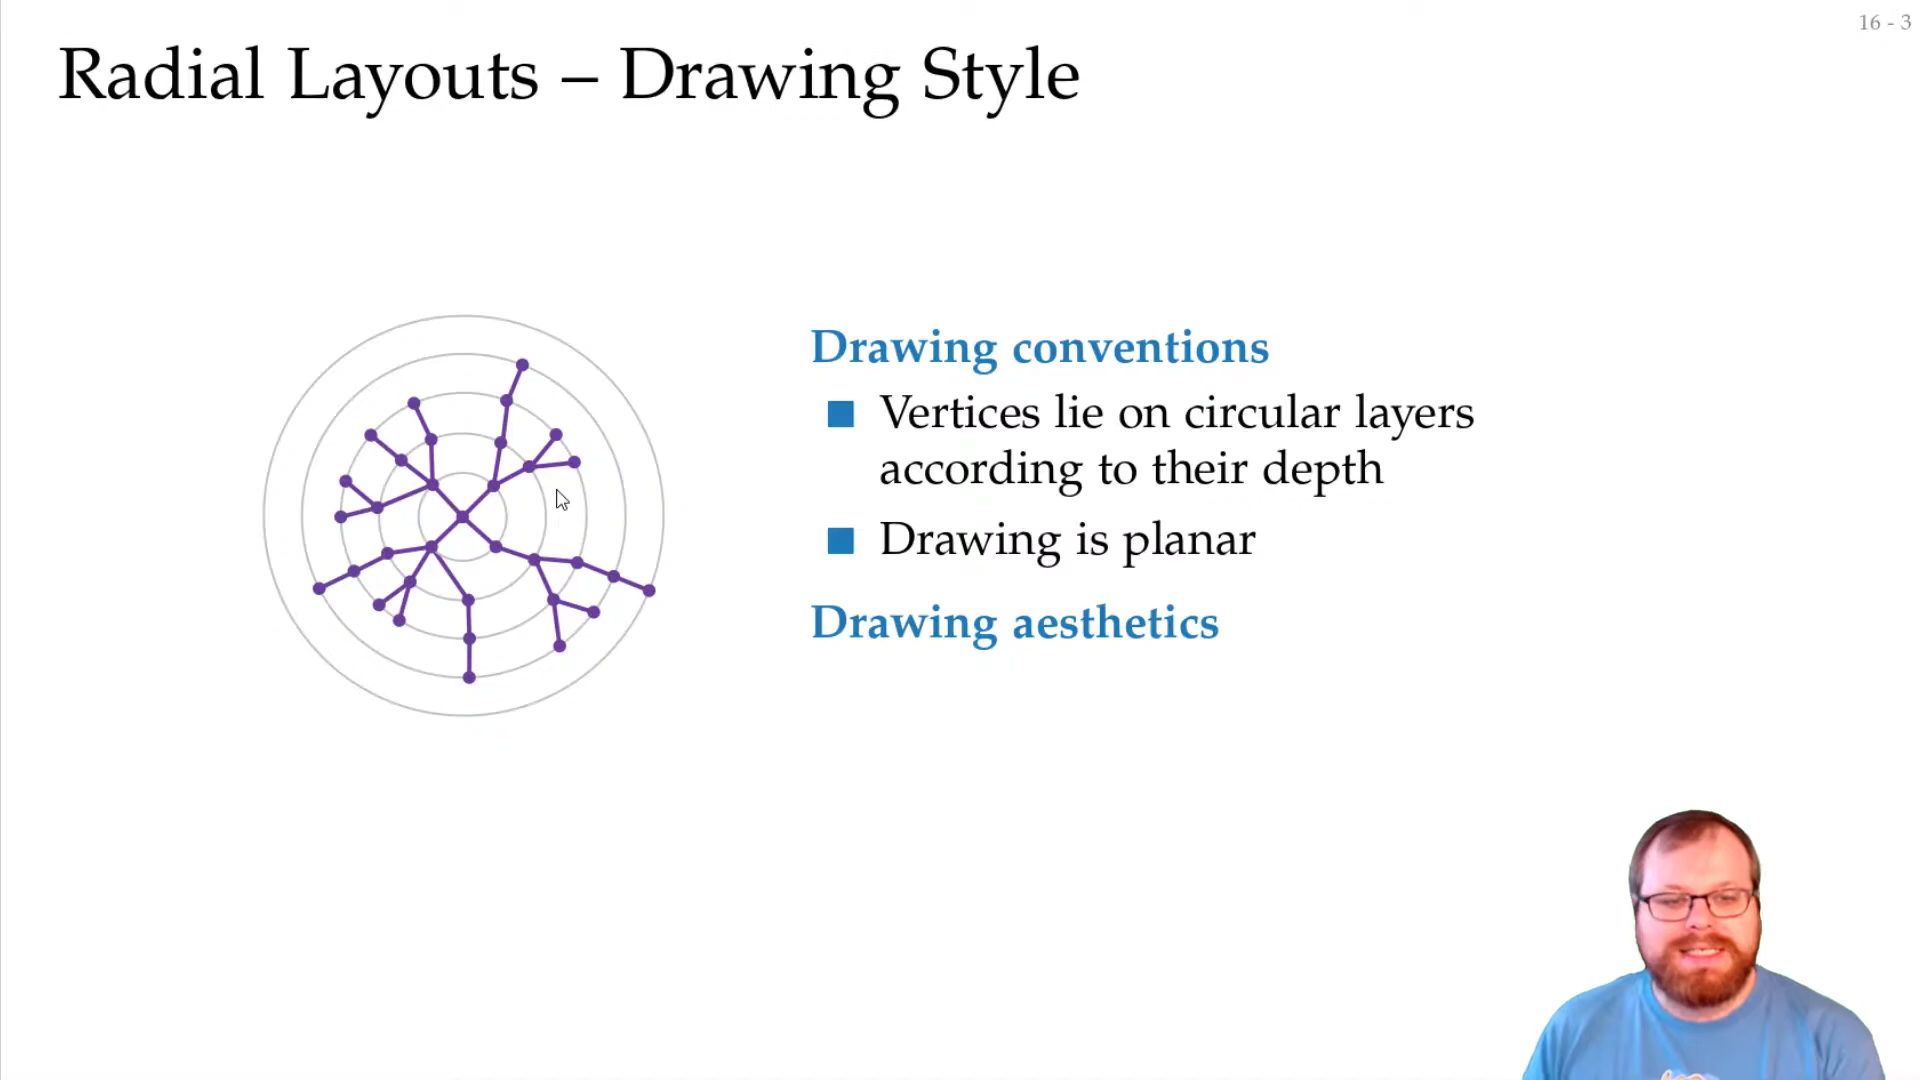 16 - 3
Radial Layouts – Drawing Style
Drawing conventions
Vertices lie on circular layers
according to their depth
Drawing is planar
Drawing aesthetics